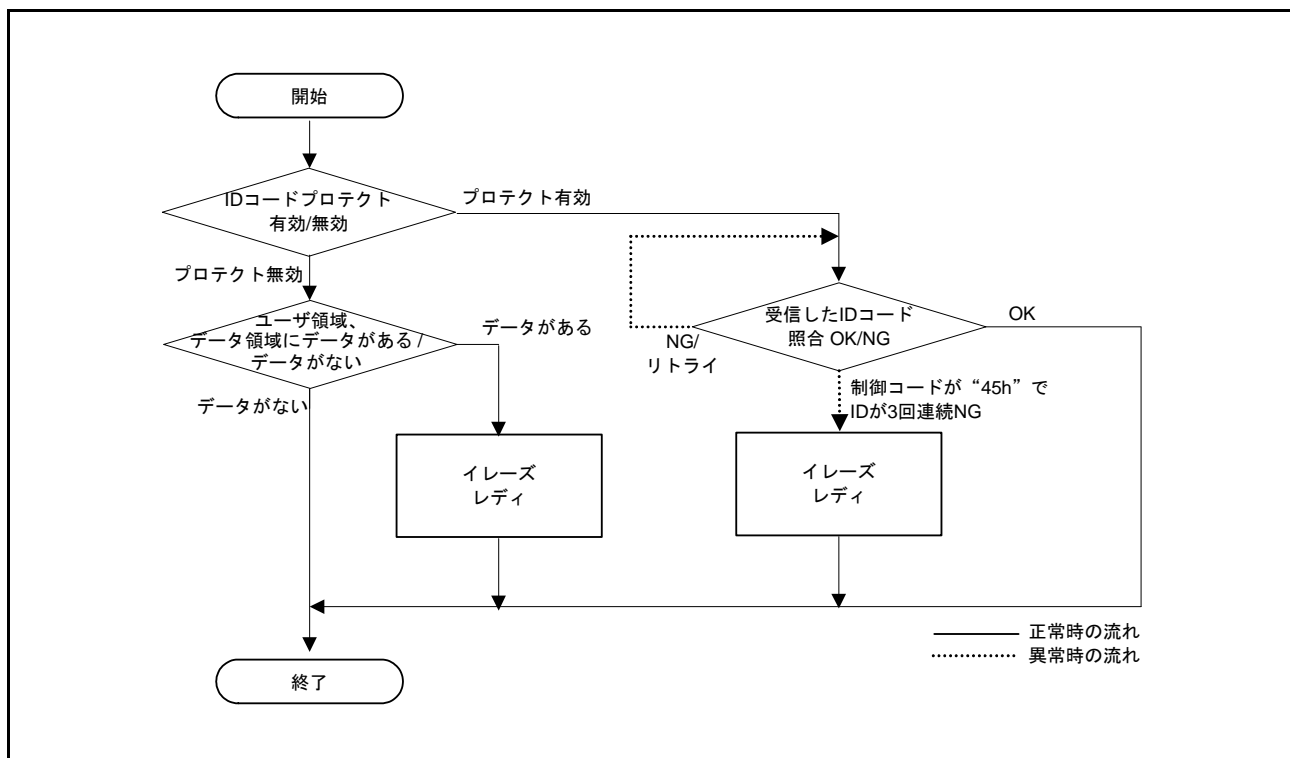 開始
IDコードプロテクト
有効/無効
プロテクト有効
プロテクト無効
ユーザ領域、
データ領域にデータがある /
データがない
データがある
データがない
受信したIDコード
照合 OK/NG
OK
NG/
リトライ
制御コードが“45h”で
IDが3回連続NG
イレーズ
レディ
イレーズ
レディ
正常時の流れ
異常時の流れ
終了